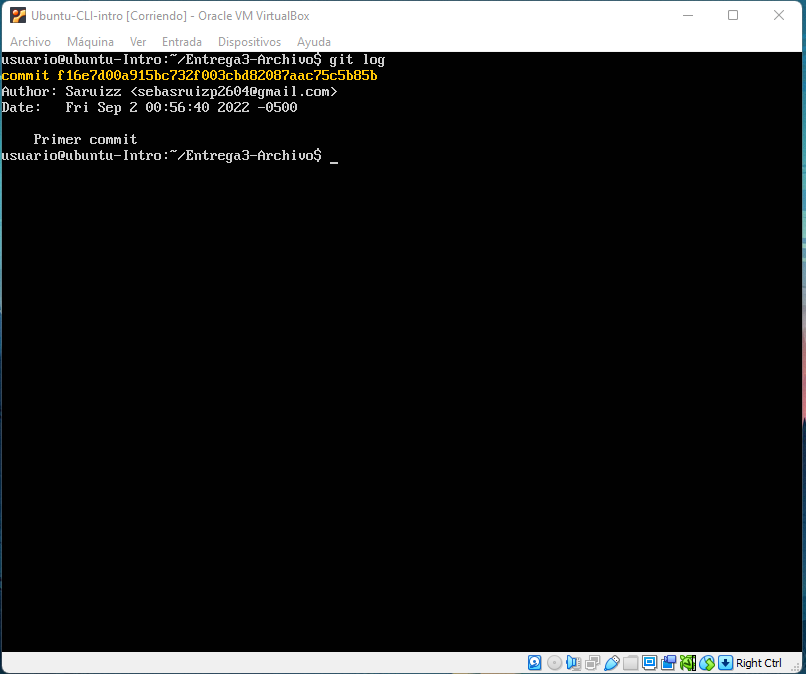 Ubuntu-CLI-intro [Corriendo] - Oracle VM VirtualBox
Archivo Máquina Ver Entrada Dispositivos Ayuda
usuario@ubuntu-Intro:~/Entrega3-Archivo$ git log
commit f16e7d00a915bc732f003cbd82087aac75c5b85b
Author: Saruizz <sebasruizp2604@gmail.com>
Date:   Fri Sep 2 00:56:40 2022 -0500
    Primer commit
usuario@ubuntu-Intro:~/Entrega3-Archivo$ _
Right Ctrl